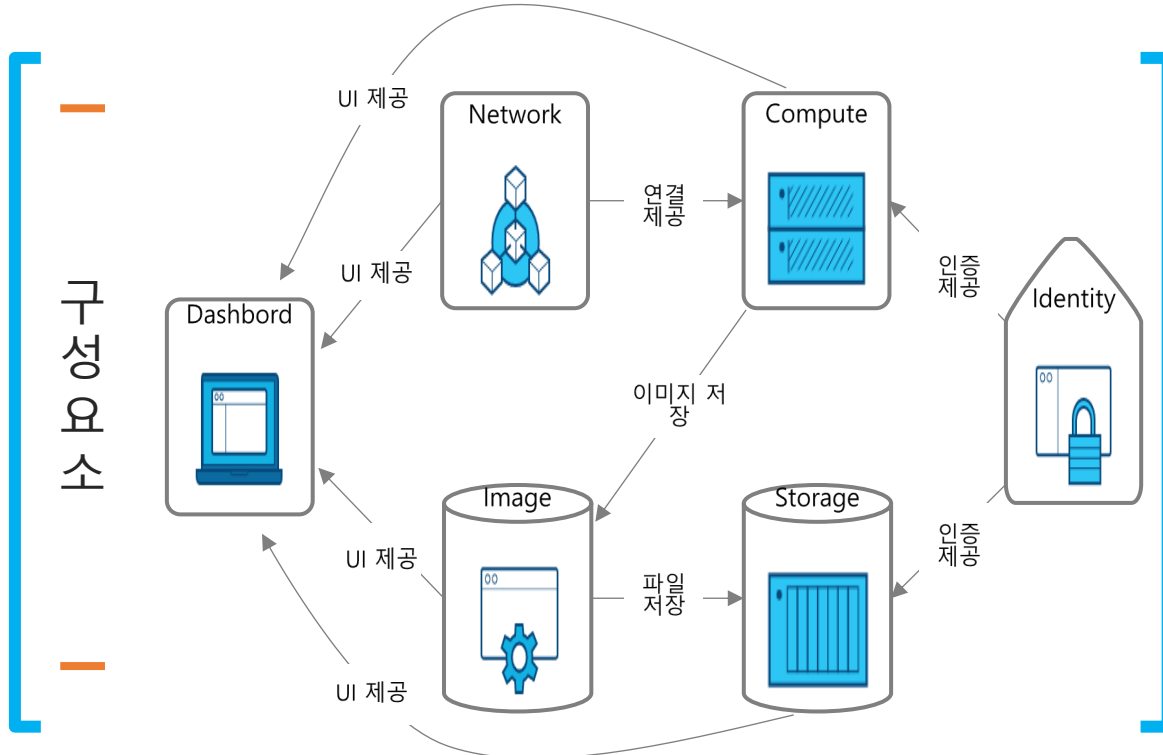 구
성
요
소
UI 제공
Network
Compute
연결
제공
UI 제공
인증
제공
Dashbord
Identity
이미지 저
장
Image
Storage
UI 제공
인증
제공
파일
저장
UI 제공